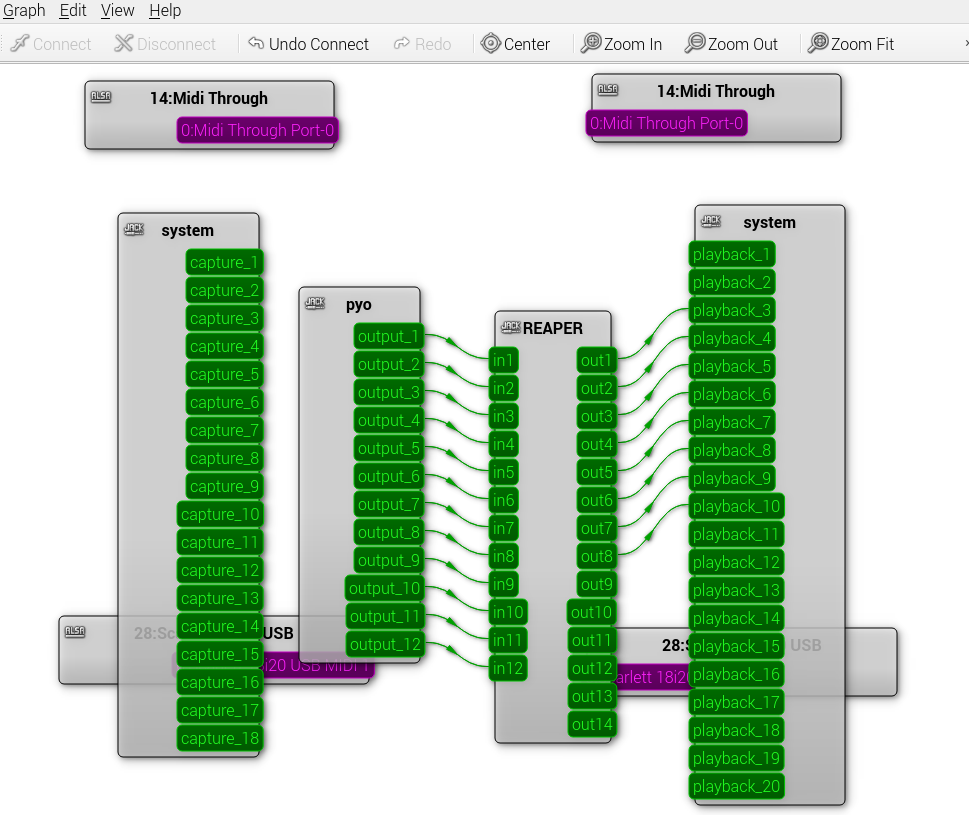 Graph Edit View Help
Connect Disconnect Undo Connect Redo Center Zoom In Zoom Out Zoom Fit
ALSA 14:Midi Through
0:Midi Through Port-0
ALSA 14:Midi Through
0:Midi Through Port-0
JACK system
capture_1
capture_2
capture_3
capture_4
capture_5
capture_6
capture_7
capture_8
capture_9
capture_10
capture_11
capture_12
capture_13
capture_14
capture_15
capture_16
capture_17
capture_18
JACK pyo
output_1
output_2
output_3
output_4
output_5
output_6
output_7
output_8
output_9
output_10
output_11
output_12
JACK REAPER
in1 out1
in2 out2
in3 out3
in4 out4
in5 out5
in6 out6
in7 out7
in8 out8
in9 out9
in10 out10
in11 out11
in12 out12
out13
out14
JACK system
playback_1
playback_2
playback_3
playback_4
playback_5
playback_6
playback_7
playback_8
playback_9
playback_10
playback_11
playback_12
playback_13
playback_14
playback_15
playback_16
playback_17
playback_18
playback_19
playback_20
ALSA 28:Sc USB
i20 USB MIDI 1
28:S USB
arlett 18i20